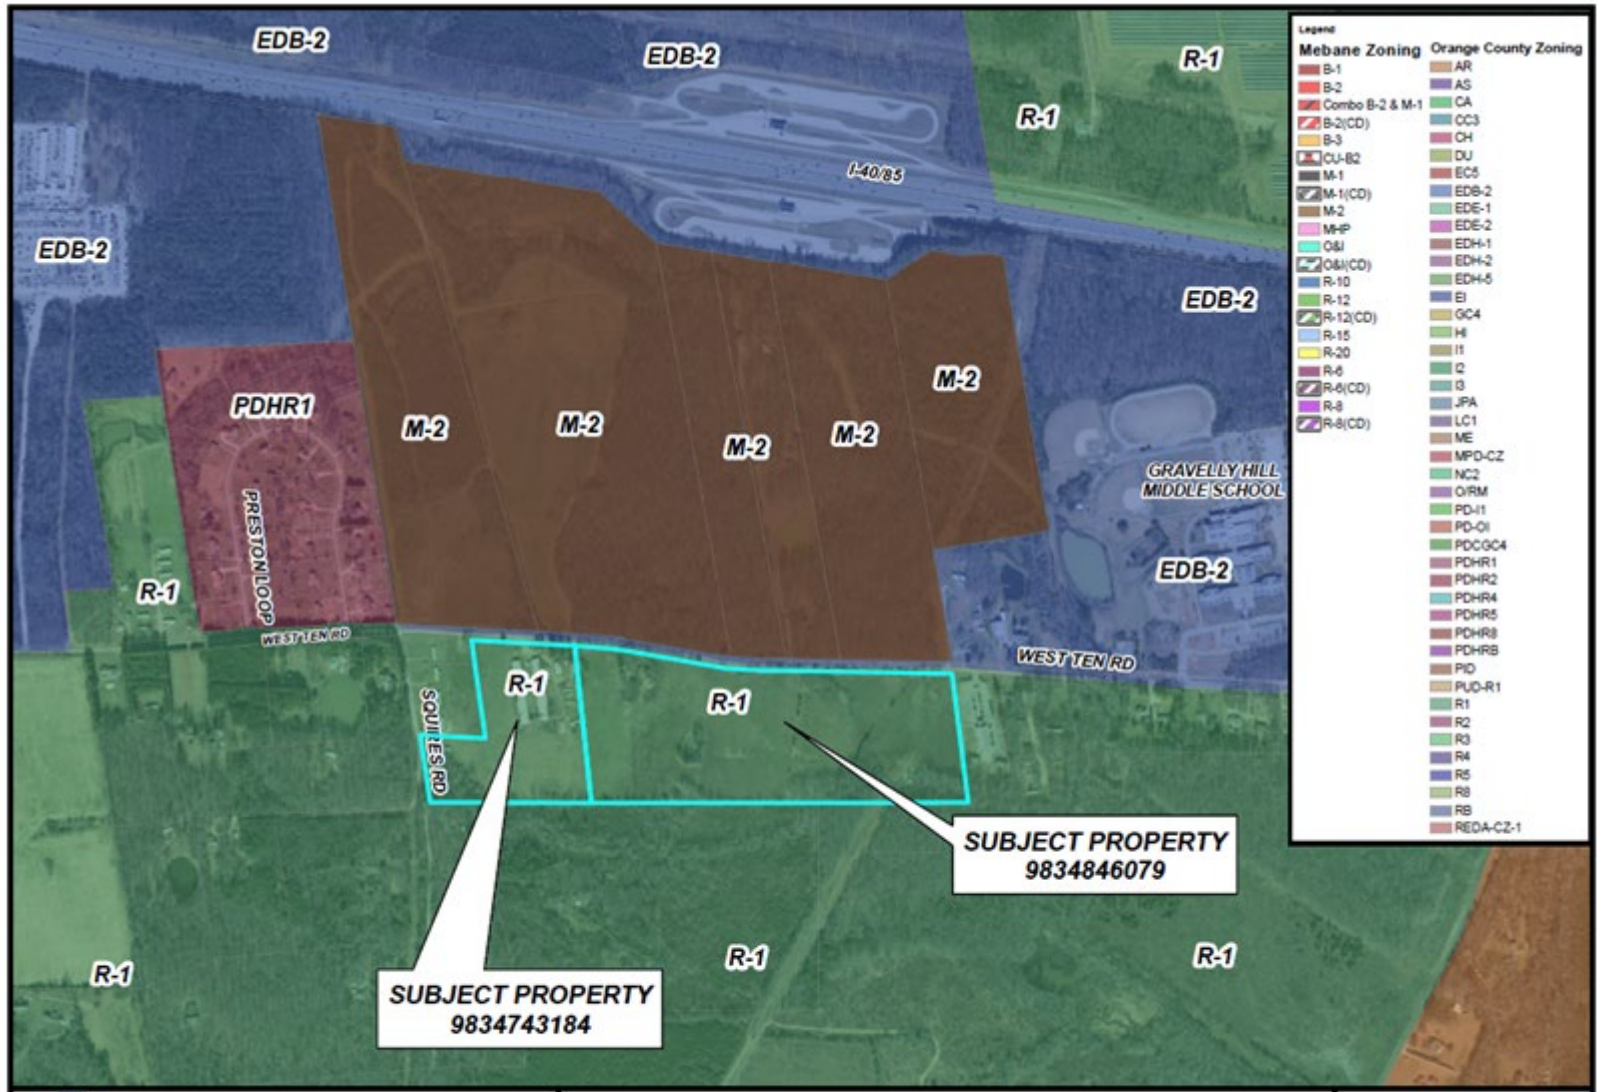 EDB-2
EDB-2
R-1
R-1
I-40/85
EDB-2
EDB-2
PDHR1
M-2
M-2
M-2
M-2
M-2
GRAVELLY HILL
MIDDLE SCHOOL
EDB-2
PRESTON LOOP
R-1
WEST TEN RD
WEST TEN RD
SQUIRES RD
R-1
R-1
SUBJECT PROPERTY
9834846079
SUBJECT PROPERTY
9834743184
R-1
R-1
R-1
Legend
Mebane Zoning
B-1
B-2
Combo B-2 & M-1
B-2(CD)
B-3
CU-B2
M-1
M-1(CD)
M-2
MHP
O&I
O&I(CD)
R-10
R-12
R-12(CD)
R-15
R-20
R-6
R-6(CD)
R-8
R-8(CD)
Orange County Zoning
AR
AS
CA
CC3
CH
DU
EC5
EDB-2
EDE-1
EDE-2
EDH-1
EDH-2
EDH-5
EI
GC4
HI
I1
I2
I3
JPA
LC1
ME
MPD-CZ
NC2
O/RM
PD-I1
PD-OI
PDCGC4
PDHR1
PDHR2
PDHR4
PDHR5
PDHR8
PDHRB
PID
PUD-R1
R1
R2
R3
R4
R5
R8
RB
REDA-CZ-1